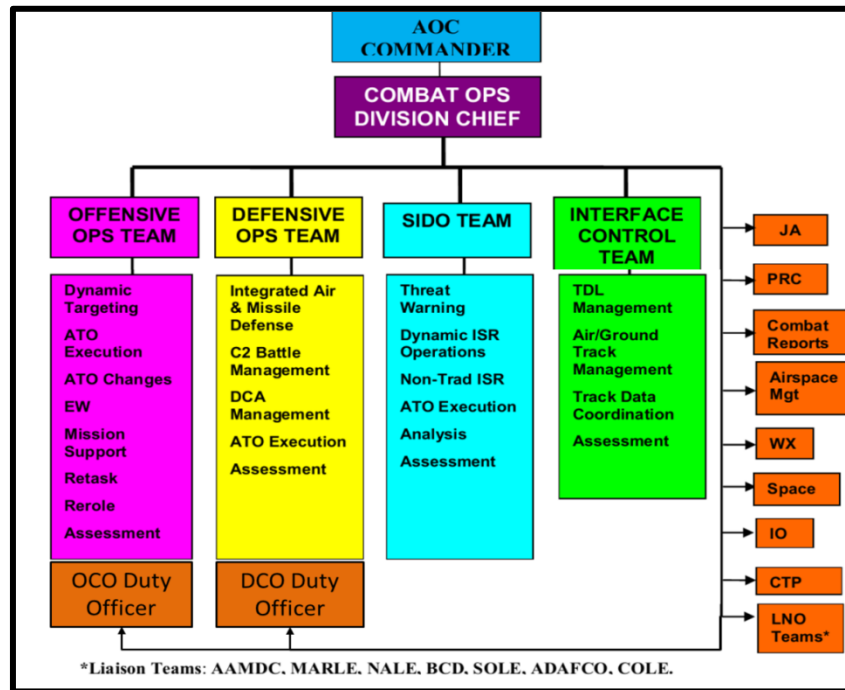 AOC
COMMANDER
COMBAT OPS
DIVISION CHIEF
OFFENSIVE
OPS TEAM
Dynamic
Targeting
ATO
Execution
ATO Changes
EW
Mission
Support
Retask
Rerole
Assessment
OCO Duty
Officer
DEFENSIVE
OPS TEAM
Integrated Air
& Missile
Defense
C2 Battle
Management
DCA
Management
ATO Execution
Assessment
DCO Duty
Officer
SIDO TEAM
Threat
Warning
Dynamic ISR
Operations
Non-Trad ISR
ATO Execution
Analysis
Assessment
INTERFACE
CONTROL
TEAM
TDL
Management
Air/Ground
Track
Management
Track Data
Coordination
Assessment
JA
PRC
Combat
Reports
Airspace
Mgt
WX
Space
IO
CTP
LNO
Teams*
*Liaison Teams: AAMDC, MARLE, NALE, BCD, SOLE, ADAFCO, COLE.